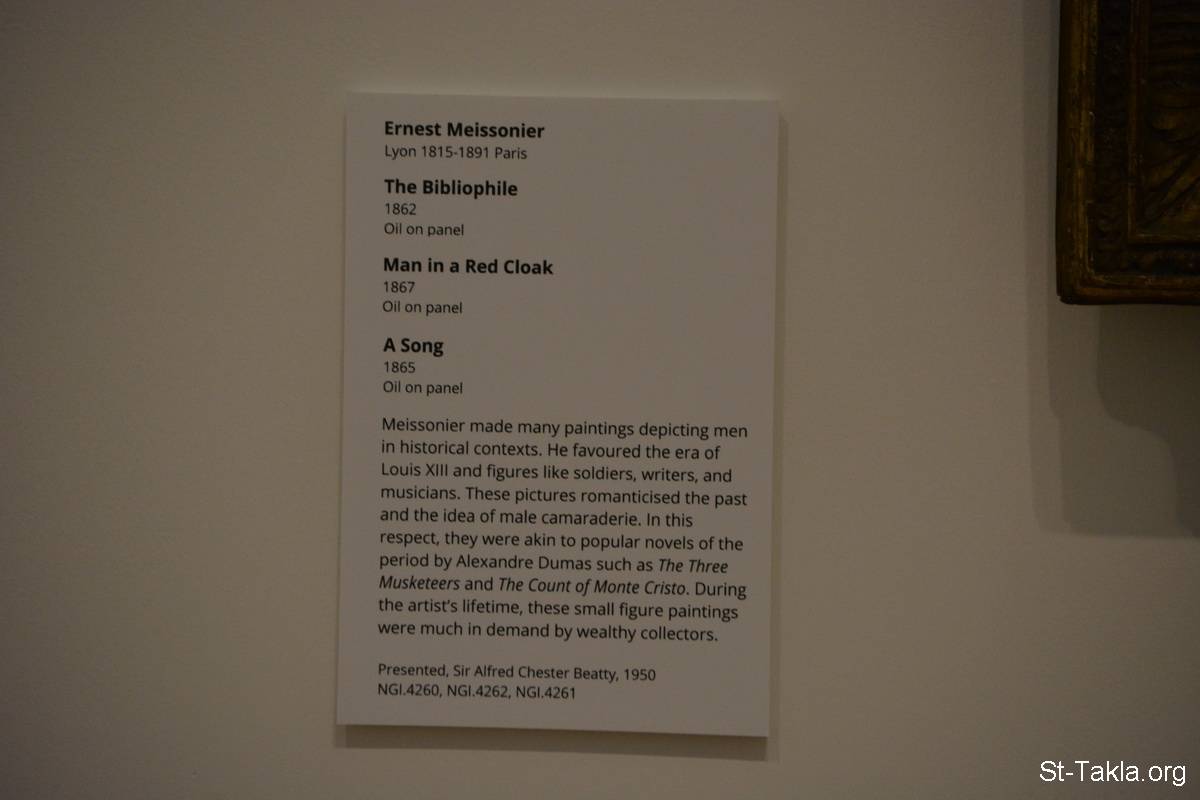 Ernest Meissonier
Lyon 1815-1891 Paris
The Bibliophile
1862
Oil on panel
Man in a Red Cloak
1867
Oil on panel
A Song
1865
Oil on panel
Meissonier made many paintings depicting men
in historical contexts. He favoured the era of
Louis XIII and figures like soldiers, writers, and
musicians. These pictures romanticised the past
and the idea of male camaraderie. In this
respect, they were akin to popular novels of the
period by Alexandre Dumas such as The Three
Musketeers and The Count of Monte Cristo. During
the artist's lifetime, these small figure paintings
were much in demand by wealthy collectors.
Presented, Sir Alfred Chester Beatty, 1950
NGI.4260, NGI.4262, NGI.4261
St-Takla.org